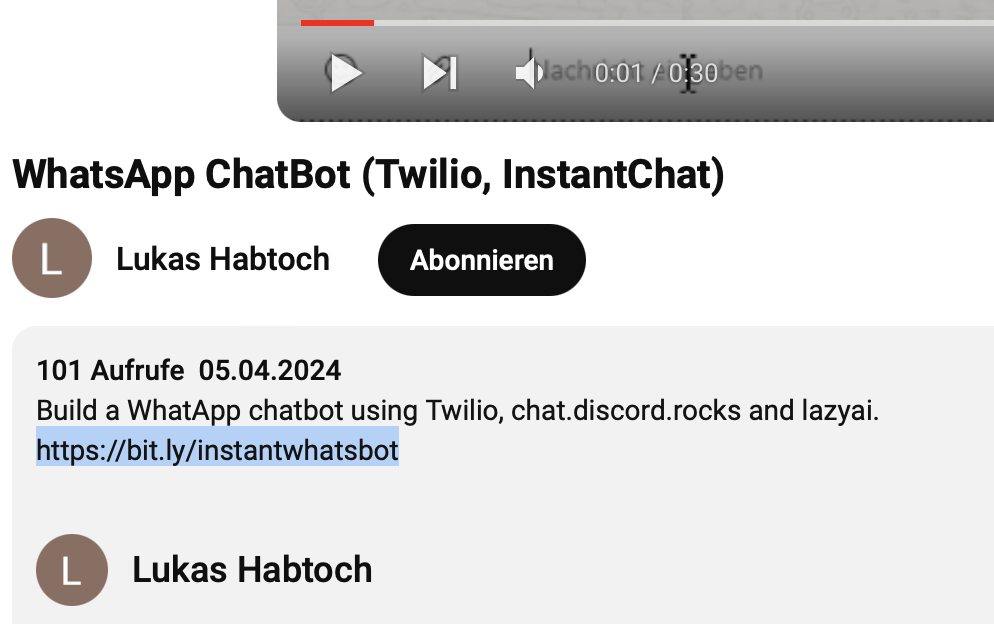 0:01 / 0:30
WhatsApp ChatBot (Twilio, InstantChat)
L
Lukas Habtoch
Abonnieren
101 Aufrufe 05.04.2024
Build a WhatApp chatbot using Twilio, chat.discord.rocks and lazyai.
https://bit.ly/instantwhatsbot
L
Lukas Habtoch